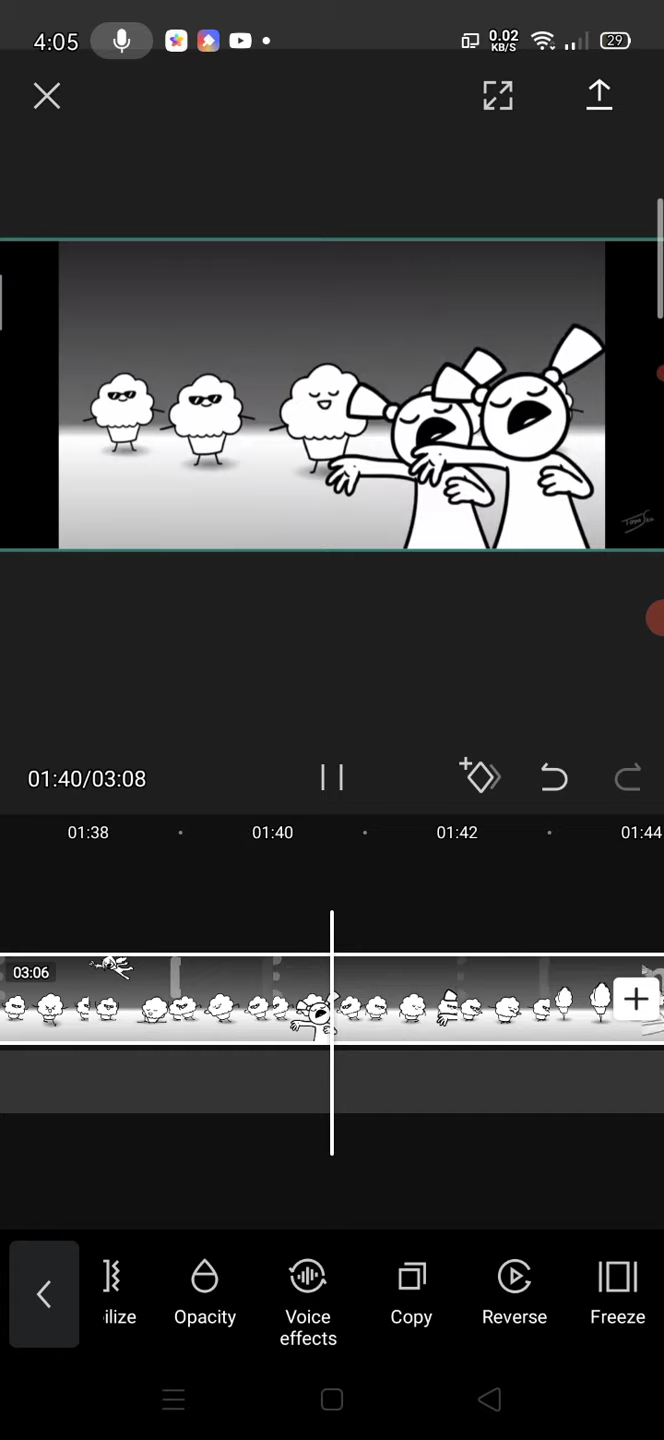 4:05
0.02
KB/S
29
01:40/03:08
01:38
01:40
01:42
01:44
03:06
ilize
Opacity
Voice
effects
Copy
Reverse
Freeze